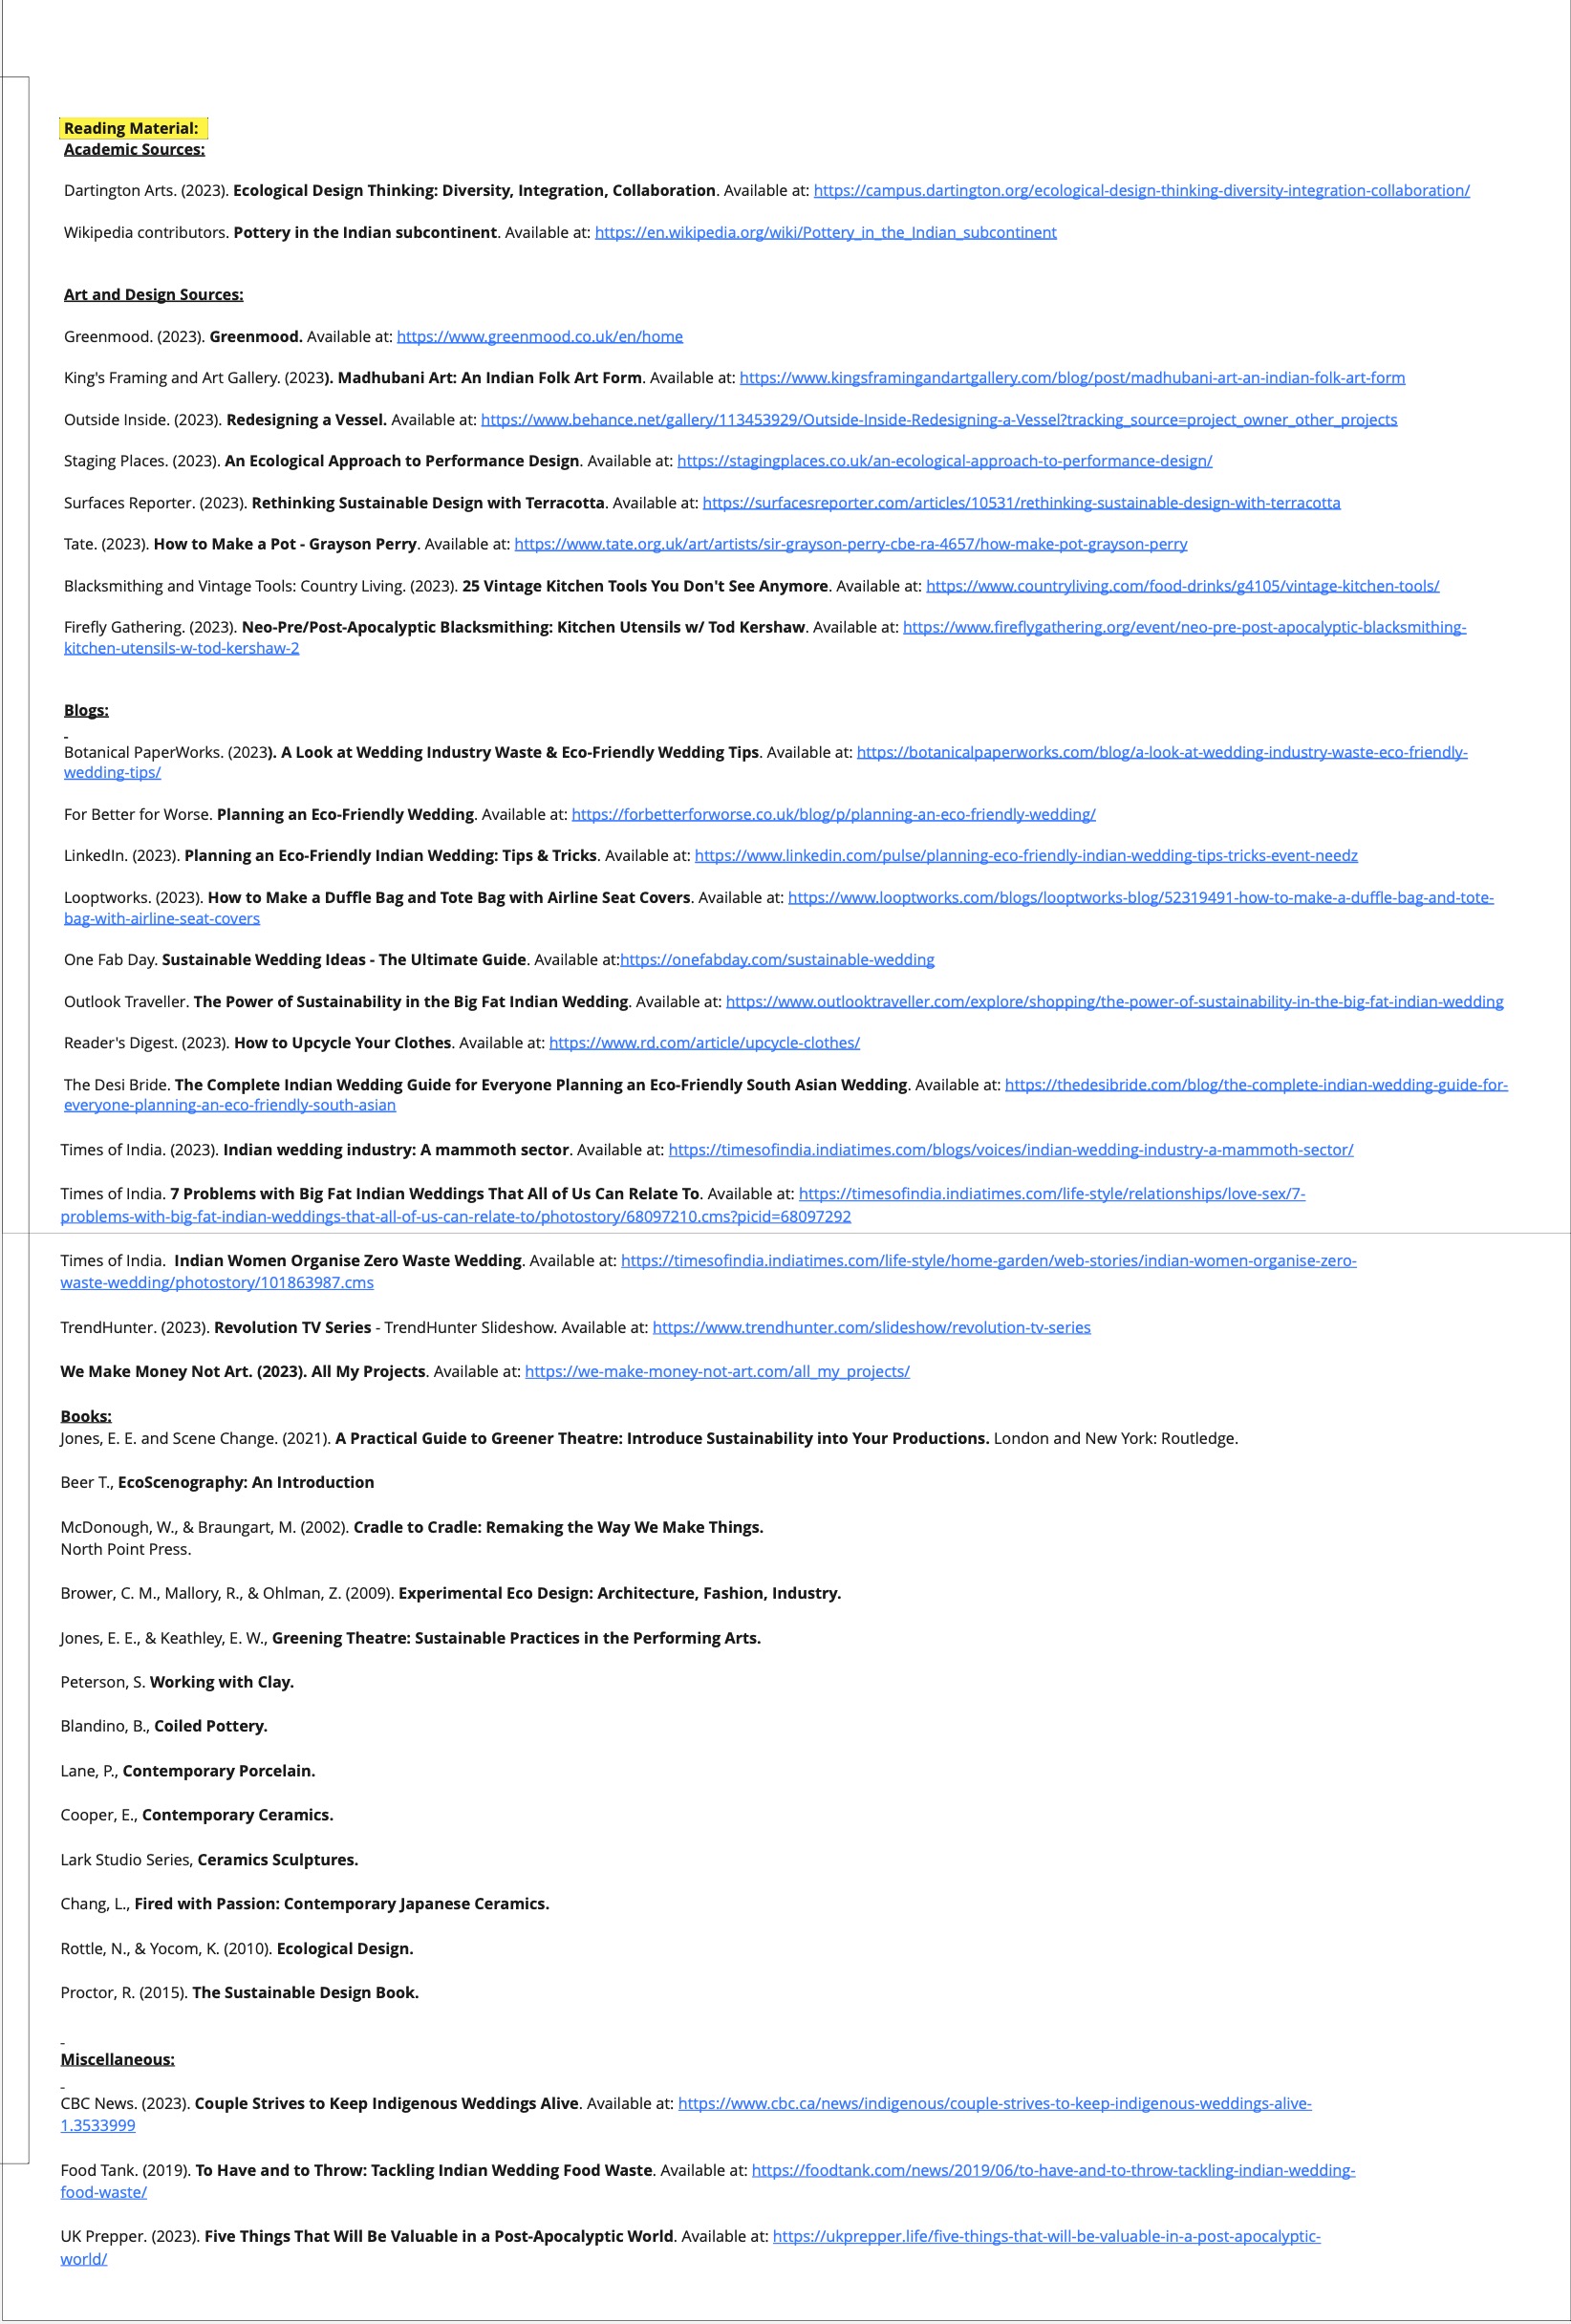 Reading Material:
Academic Sources:
Dartington Arts. (2023). Ecological Design Thinking: Diversity, Integration, Collaboration. Available at: https://campus.dartington.org/ecological-design-thinking-diversity-integration-collaboration/
Wikipedia contributors. Pottery in the Indian subcontinent. Available at: https://en.wikipedia.org/wiki/Pottery_in_the_Indian_subcontinent
Art and Design Sources:
Greenmood. (2023). Greenmood. Available at: https://www.greenmood.co.uk/en/home
King's Framing and Art Gallery. (2023). Madhubani Art: An Indian Folk Art Form. Available at: https://www.kingsframingandartgallery.com/blog/post/madhubani-art-an-indian-folk-art-form
Outside Inside. (2023). Redesigning a Vessel. Available at: https://www.behance.net/gallery/113453929/Outside-Inside-Redesigning-a-Vessel?tracking_source=project_owner_other_projects
Staging Places. (2023). An Ecological Approach to Performance Design. Available at: https://stagingplaces.co.uk/an-ecological-approach-to-performance-design/
Surfaces Reporter. (2023). Rethinking Sustainable Design with Terracotta. Available at: https://surfacesreporter.com/articles/10531/rethinking-sustainable-design-with-terracotta
Tate. (2023). How to Make a Pot - Grayson Perry. Available at: https://www.tate.org.uk/art/artists/sir-grayson-perry-cbe-ra-4657/how-make-pot-grayson-perry
Blacksmithing and Vintage Tools: Country Living. (2023). 25 Vintage Kitchen Tools You Don't See Anymore. Available at: https://www.countryliving.com/food-drinks/g4105/vintage-kitchen-tools/
Firefly Gathering. (2023). Neo-Pre/Post-Apocalyptic Blacksmithing: Kitchen Utensils w/ Tod Kershaw. Available at: https://www.fireflygathering.org/event/neo-pre-post-apocalyptic-blacksmithing-
kitchen-utensils-w-tod-kershaw-2
Blogs:
Botanical PaperWorks. (2023). A Look at Wedding Industry Waste & Eco-Friendly Wedding Tips. Available at: https://botanicalpaperworks.com/blog/a-look-at-wedding-industry-waste-eco-friendly-
wedding-tips/
For Better for Worse. Planning an Eco-Friendly Wedding. Available at: https://forbetterforworse.co.uk/blog/p/planning-an-eco-friendly-wedding/
LinkedIn. (2023). Planning an Eco-Friendly Indian Wedding: Tips & Tricks. Available at: https://www.linkedin.com/pulse/planning-eco-friendly-indian-wedding-tips-tricks-event-needz
Looptworks. (2023). How to Make a Duffle Bag and Tote Bag with Airline Seat Covers. Available at: https://www.looptworks.com/blogs/looptworks-blog/52319491-how-to-make-a-duffle-bag-and-tote-
bag-with-airline-seat-covers
One Fab Day. Sustainable Wedding Ideas - The Ultimate Guide. Available at:https://onefabday.com/sustainable-wedding
Outlook Traveller. The Power of Sustainability in the Big Fat Indian Wedding. Available at: https://www.outlooktraveller.com/explore/shopping/the-power-of-sustainability-in-the-big-fat-indian-wedding
Reader's Digest. (2023). How to Upcycle Your Clothes. Available at: https://www.rd.com/article/upcycle-clothes/
The Desi Bride. The Complete Indian Wedding Guide for Everyone Planning an Eco-Friendly South Asian Wedding. Available at: https://thedesibride.com/blog/the-complete-indian-wedding-guide-for-
everyone-planning-an-eco-friendly-south-asian
Times of India. (2023). Indian wedding industry: A mammoth sector. Available at: https://timesofindia.indiatimes.com/blogs/voices/indian-wedding-industry-a-mammoth-sector/
Times of India. 7 Problems with Big Fat Indian Weddings That All of Us Can Relate To. Available at: https://timesofindia.indiatimes.com/life-style/relationships/love-sex/7-
problems-with-big-fat-indian-weddings-that-all-of-us-can-relate-to/photostory/68097210.cms?picid=68097292
Times of India.  Indian Women Organise Zero Waste Wedding. Available at: https://timesofindia.indiatimes.com/life-style/home-garden/web-stories/indian-women-organise-zero-
waste-wedding/photostory/101863987.cms
TrendHunter. (2023). Revolution TV Series - TrendHunter Slideshow. Available at: https://www.trendhunter.com/slideshow/revolution-tv-series
We Make Money Not Art. (2023). All My Projects. Available at: https://we-make-money-not-art.com/all_my_projects/
Books:
Jones, E. E. and Scene Change. (2021). A Practical Guide to Greener Theatre: Introduce Sustainability into Your Productions. London and New York: Routledge.
Beer T., EcoScenography: An Introduction
McDonough, W., & Braungart, M. (2002). Cradle to Cradle: Remaking the Way We Make Things.
North Point Press.
Brower, C. M., Mallory, R., & Ohlman, Z. (2009). Experimental Eco Design: Architecture, Fashion, Industry.
Jones, E. E., & Keathley, E. W., Greening Theatre: Sustainable Practices in the Performing Arts.
Peterson, S. Working with Clay.
Blandino, B., Coiled Pottery.
Lane, P., Contemporary Porcelain.
Cooper, E., Contemporary Ceramics.
Lark Studio Series, Ceramics Sculptures.
Chang, L., Fired with Passion: Contemporary Japanese Ceramics.
Rottle, N., & Yocom, K. (2010). Ecological Design.
Proctor, R. (2015). The Sustainable Design Book.
Miscellaneous:
CBC News. (2023). Couple Strives to Keep Indigenous Weddings Alive. Available at: https://www.cbc.ca/news/indigenous/couple-strives-to-keep-indigenous-weddings-alive-
1.3533999
Food Tank. (2019). To Have and to Throw: Tackling Indian Wedding Food Waste. Available at: https://foodtank.com/news/2019/06/to-have-and-to-throw-tackling-indian-wedding-
food-waste/
UK Prepper. (2023). Five Things That Will Be Valuable in a Post-Apocalyptic World. Available at: https://ukprepper.life/five-things-that-will-be-valuable-in-a-post-apocalyptic-
world/